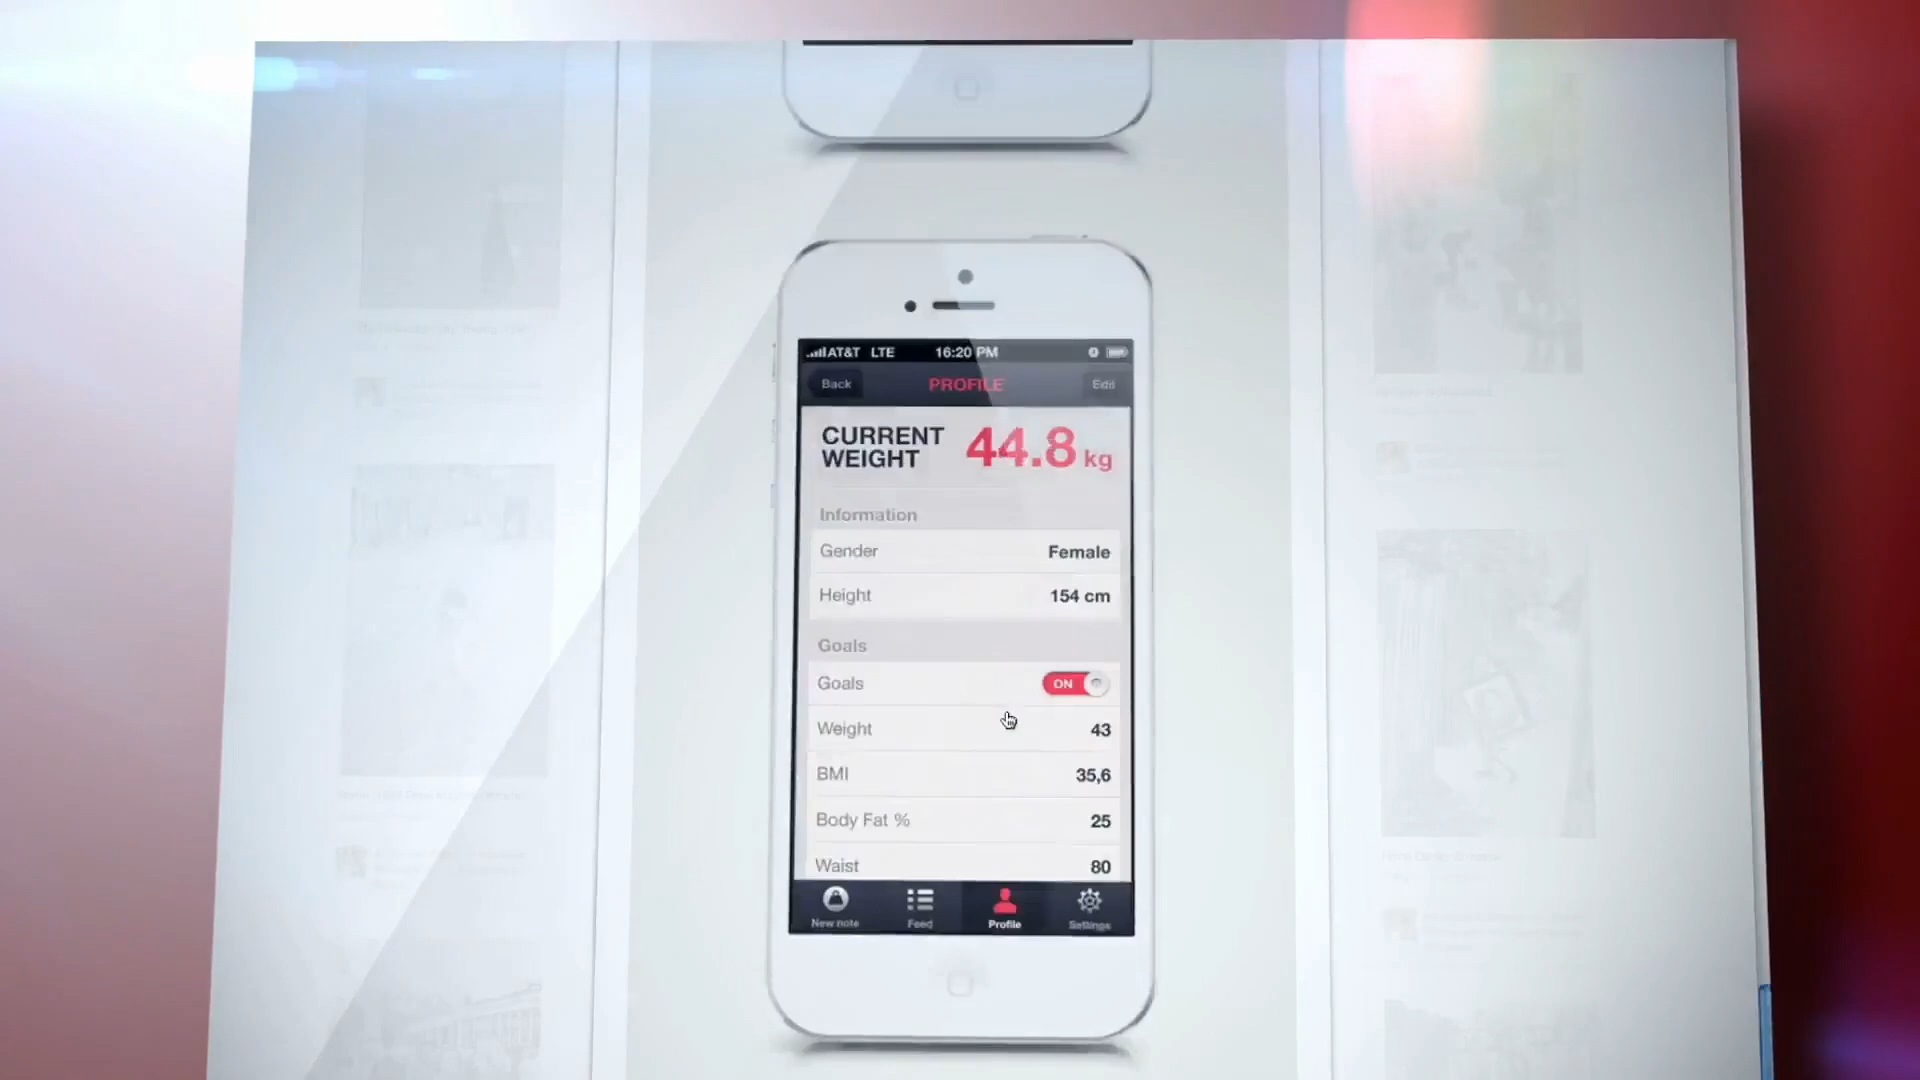 AT&T LTE 16:20 PM
Back PROFILE Edit
CURRENT
WEIGHT 44.8 kg
Information
Gender Female
Height 154 cm
Goals
Goals ON
Weight 43
BMI 35,6
Body Fat % 25
Waist 80
New note Feed Profile Settings